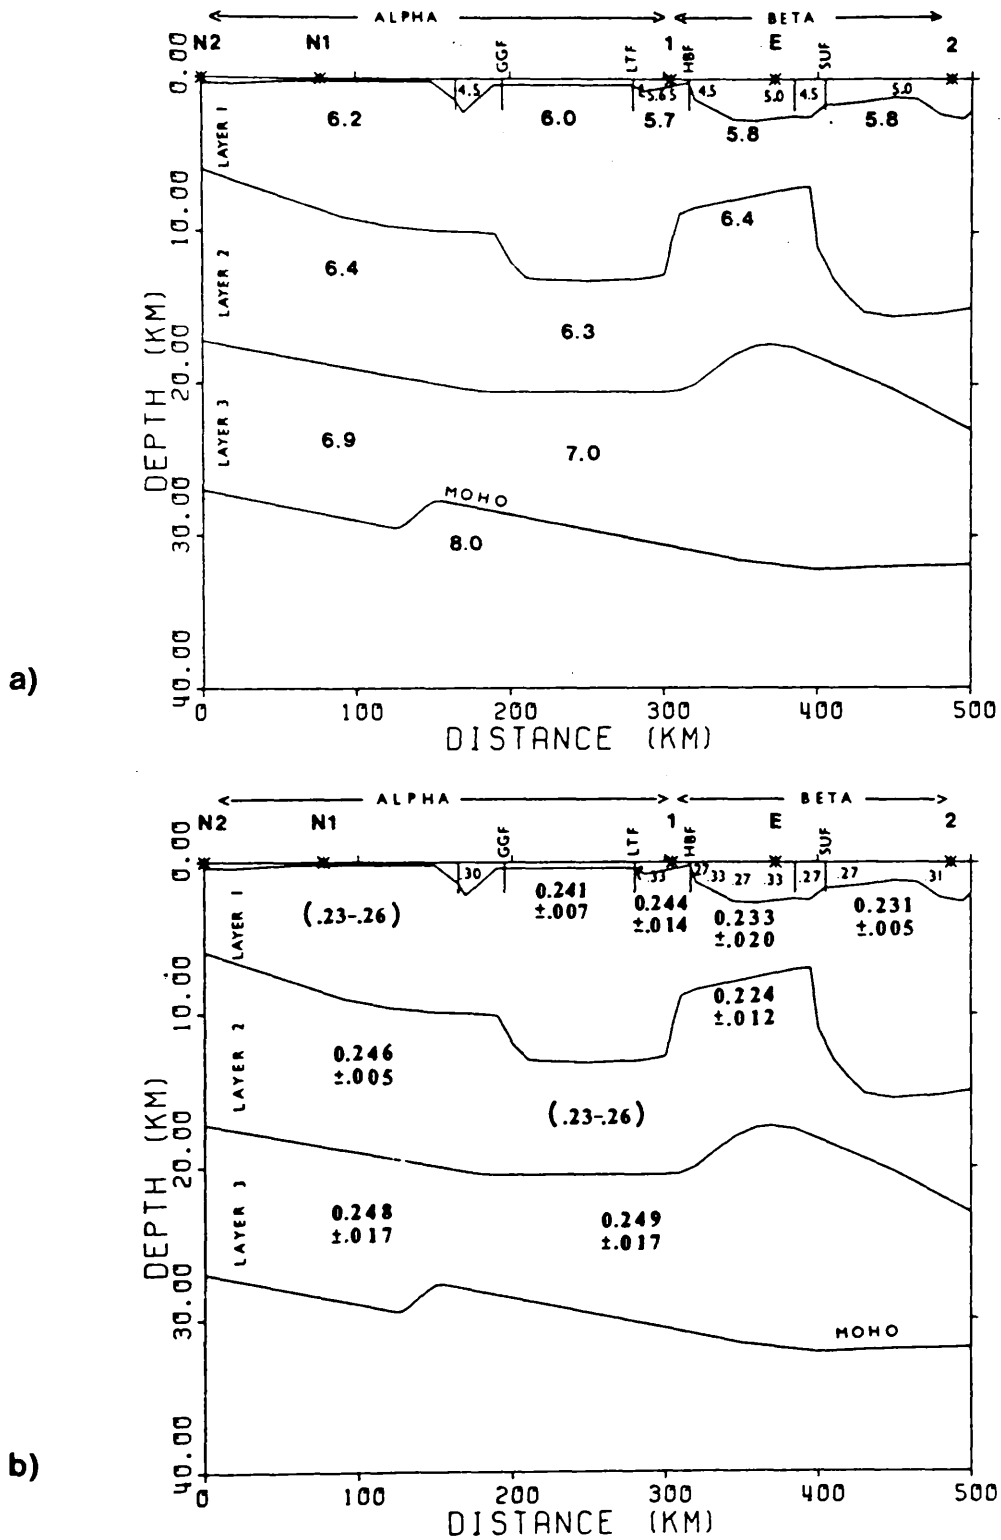 ALPHA BETA
N2 N1 GGF LTF 1 HBF E SUF 2
0.00
4.5 5.65 4.5 5.0 4.5 5.0
6.2 6.0 5.7 5.8 5.8
LAYER 1
10.00
6.4
LAYER 2
6.4
6.3
20.00
LAYER 3
6.9 7.0
MOHO
30.00
8.0
DEPTH (KM)
40.00
a)
0 100 200 300 400 500
DISTANCE (KM)
ALPHA BETA
N2 N1 GGF LTF 1 HBF E SUF 2
0.00
.30 .33 .27 .33 .27 .33 .27 .27 .31
LAYER 1
(.23-.26) 0.241 ±.007 0.244 ±.014 0.233 ±.020 0.231 ±.005
10.00
0.224
±.012
LAYER 2
0.246
±.005
(.23-.26)
20.00
LAYER 3
0.248 0.249
±.017 ±.017
30.00
MOHO
DEPTH (KM)
40.00
b)
0 100 200 300 400 500
DISTANCE (KM)